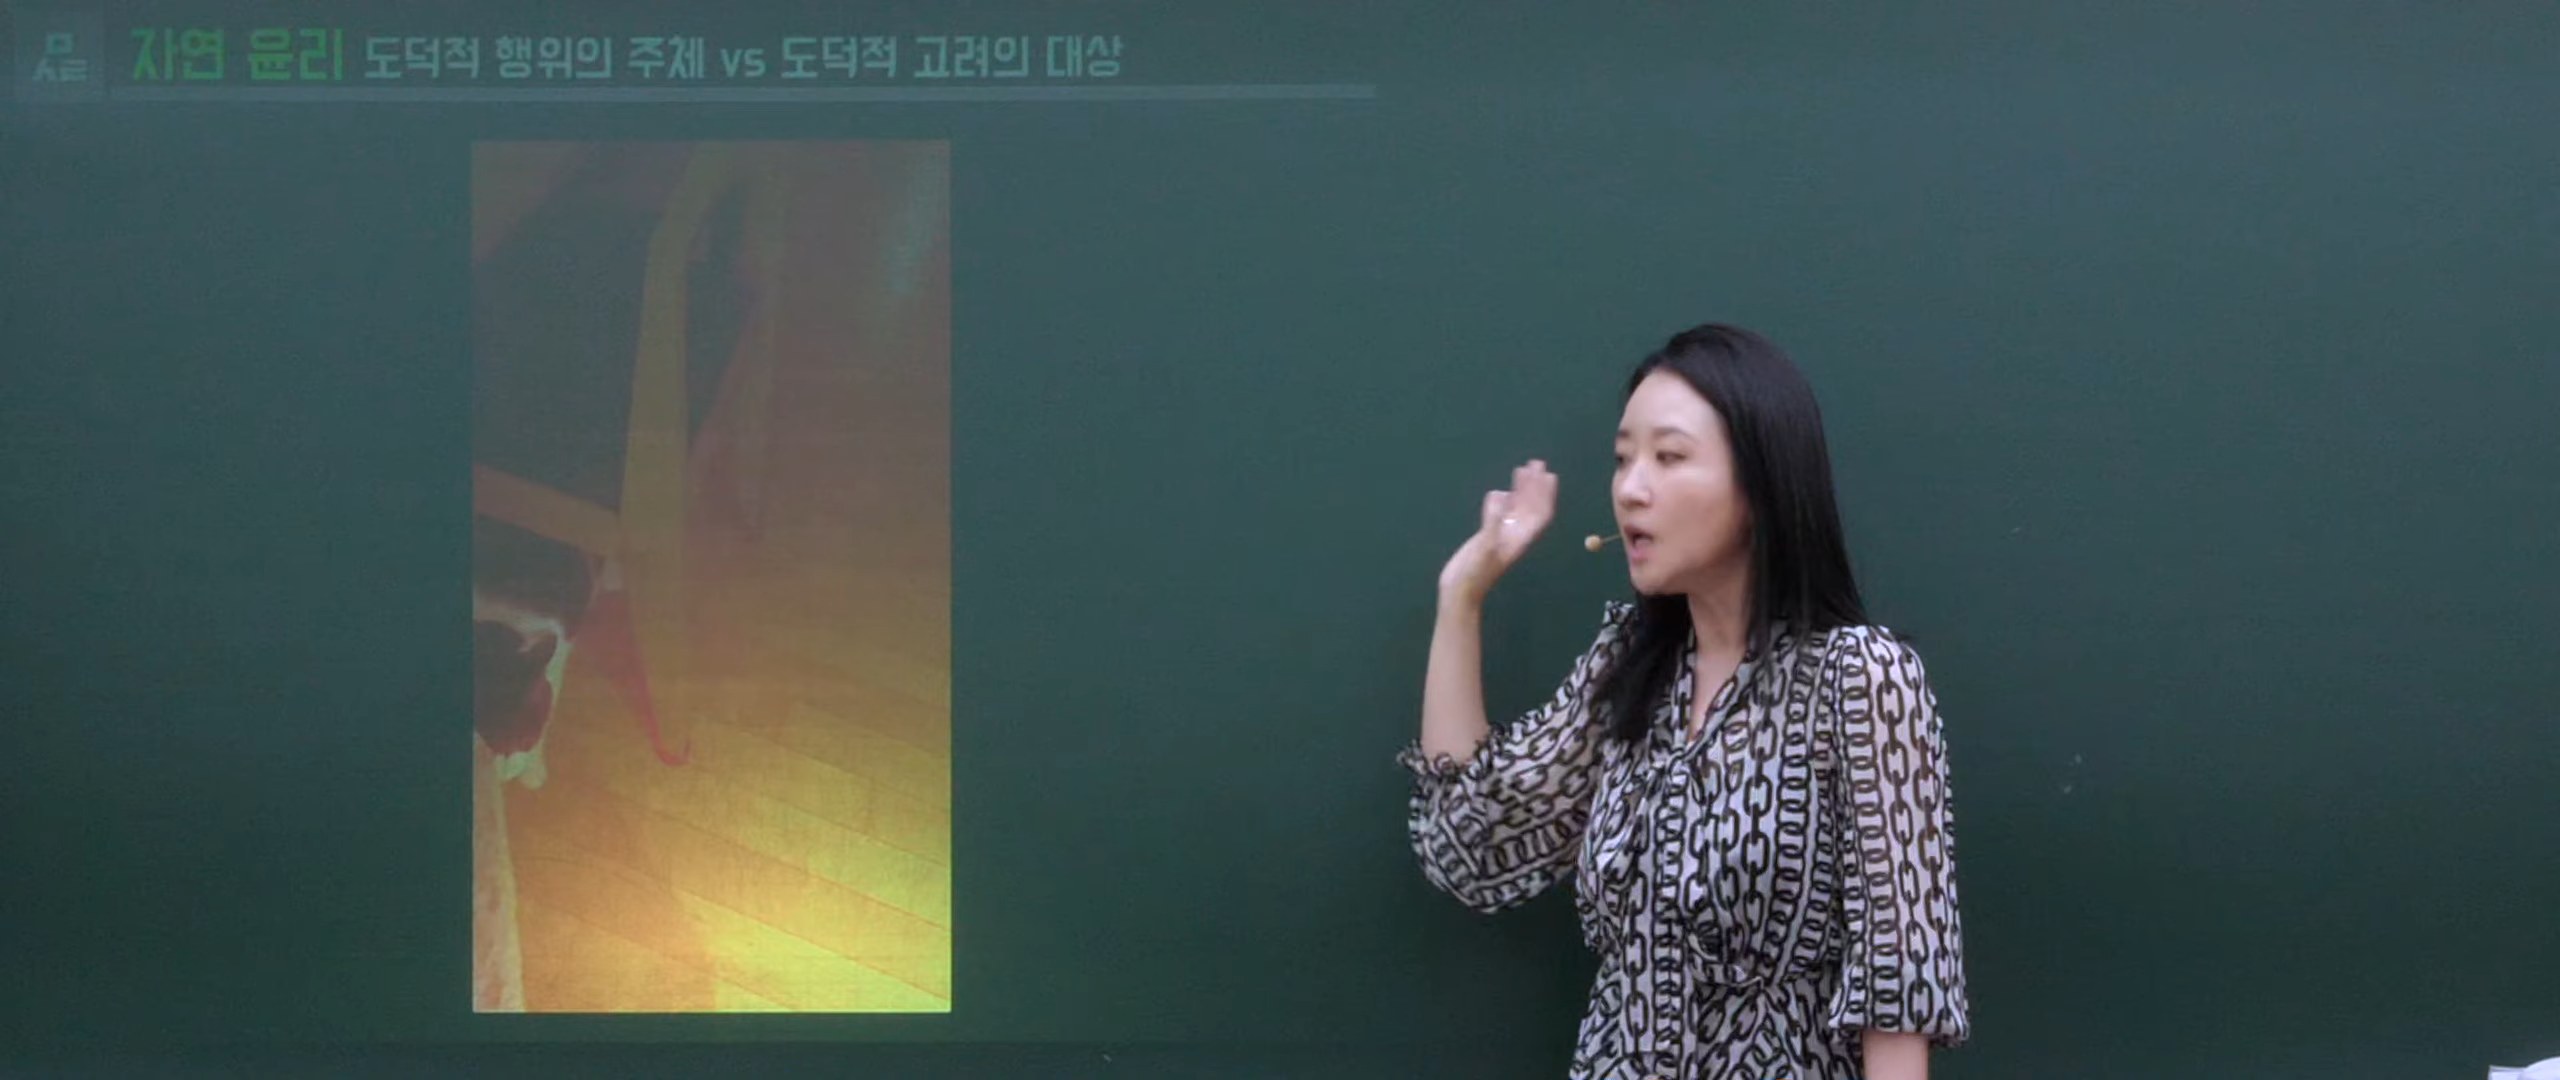 자연 윤리 도덕적 행위의 주체 vs 도덕적 고려의 대상